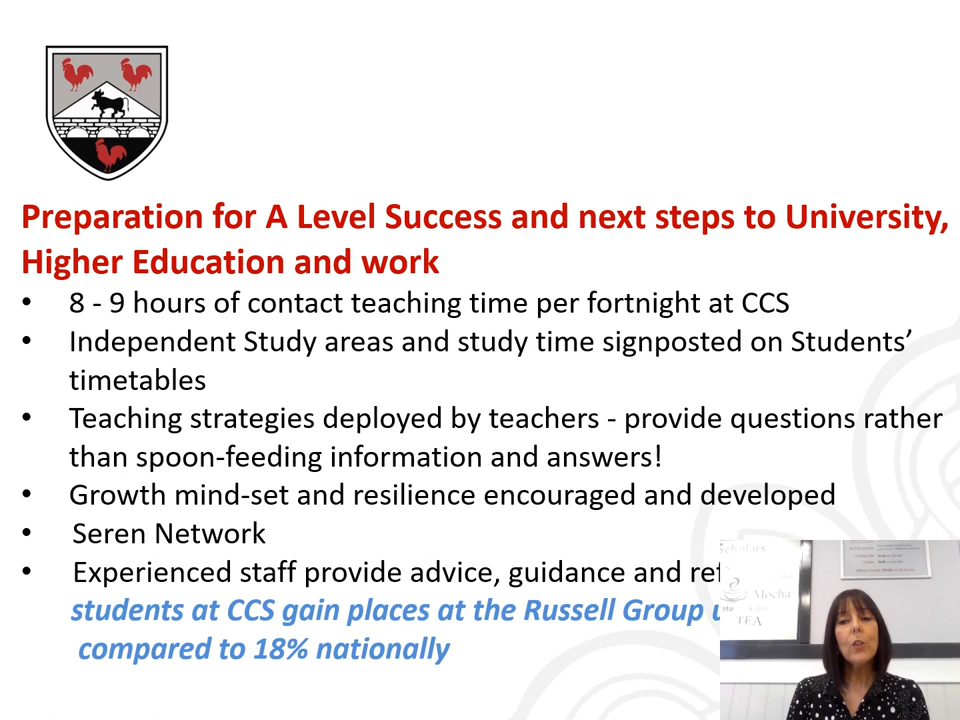 Preparation for A Level Success and next steps to University,
Higher Education and work
• 8 - 9 hours of contact teaching time per fortnight at CCS
• Independent Study areas and study time signposted on Students’
timetables
• Teaching strategies deployed by teachers - provide questions rather
than spoon-feeding information and answers!
• Growth mind-set and resilience encouraged and developed
• Seren Network
• Experienced staff provide advice, guidance and
students at CCS gain places at the Russell Group
compared to 18% nationally
Scholars
Mocha
TEA